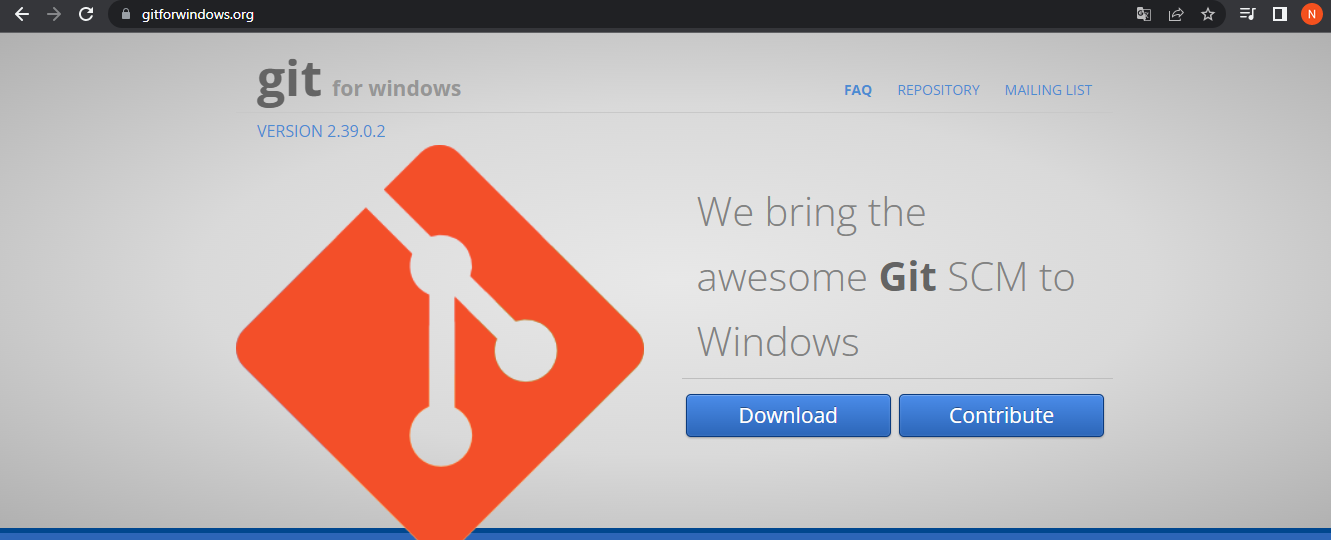 gitforwindows.org
N
git for windows
FAQ REPOSITORY MAILING LIST
VERSION 2.39.0.2
We bring the
awesome Git SCM to
Windows
Download Contribute